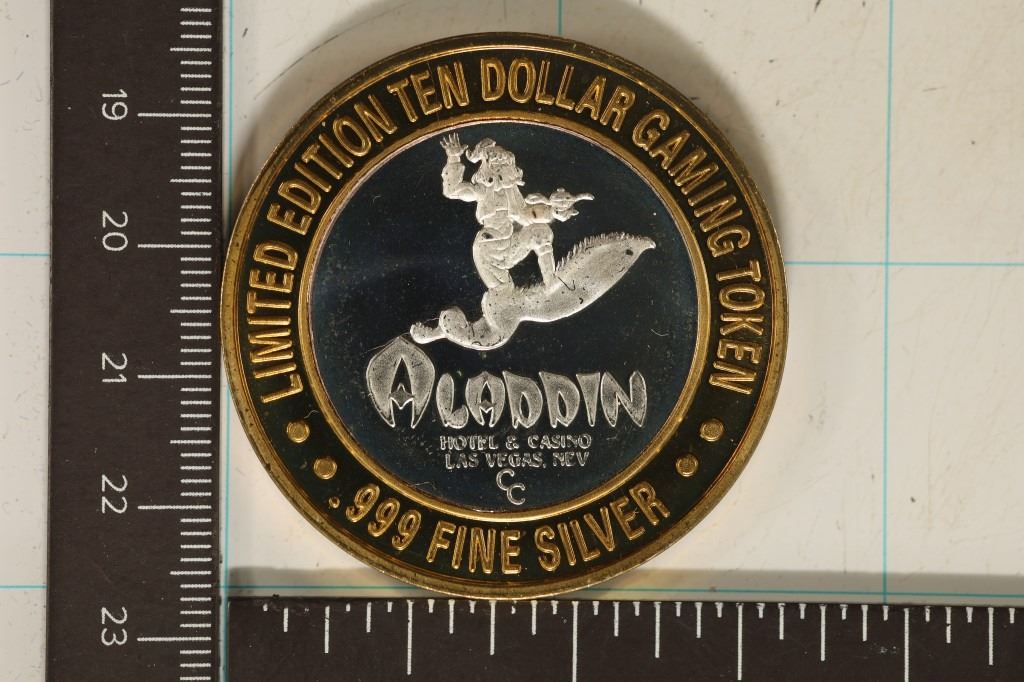 LIMITED EDITION TEN DOLLAR GAMING TOKEN
ALADDIN
HOTEL & CASINO
LAS VEGAS, NEV
CC
.999 FINE SILVER
19
20
21
22
23